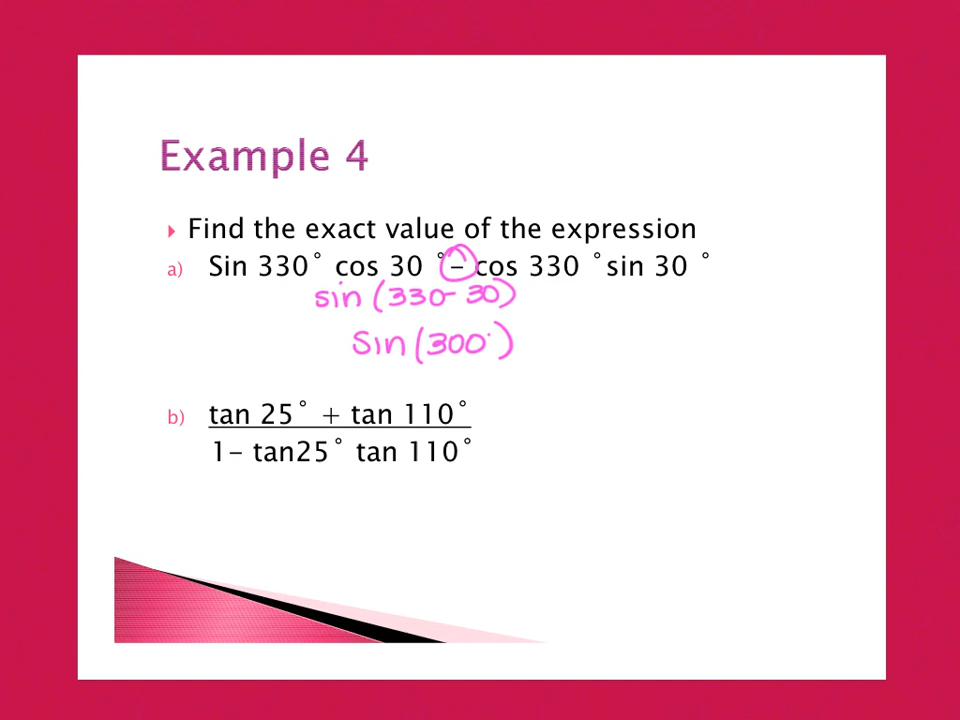 Example 4
Find the exact value of the expression
a) Sin 330˚ cos 30 ˚– cos 330 ˚sin 30 ˚
sin (330- 30)
Sin (300°)
b) tan 25˚ + tan 110˚
1– tan25˚ tan 110˚